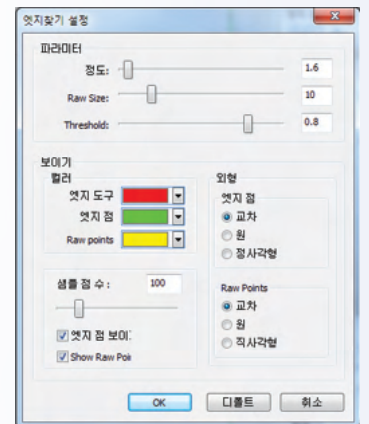 엣지찾기 설정
파라미터
정도: 1.6
Raw Size: 10
Threshold: 0.8
보이기
컬러
엣지 도구
엣지 점
Raw points
외형
엣지 점
교차
원
정사각형
샘플 점 수: 100
엣지 점 보이:
Show Raw Poi
Raw Points
교차
원
직사각형
OK 디폴트 취소